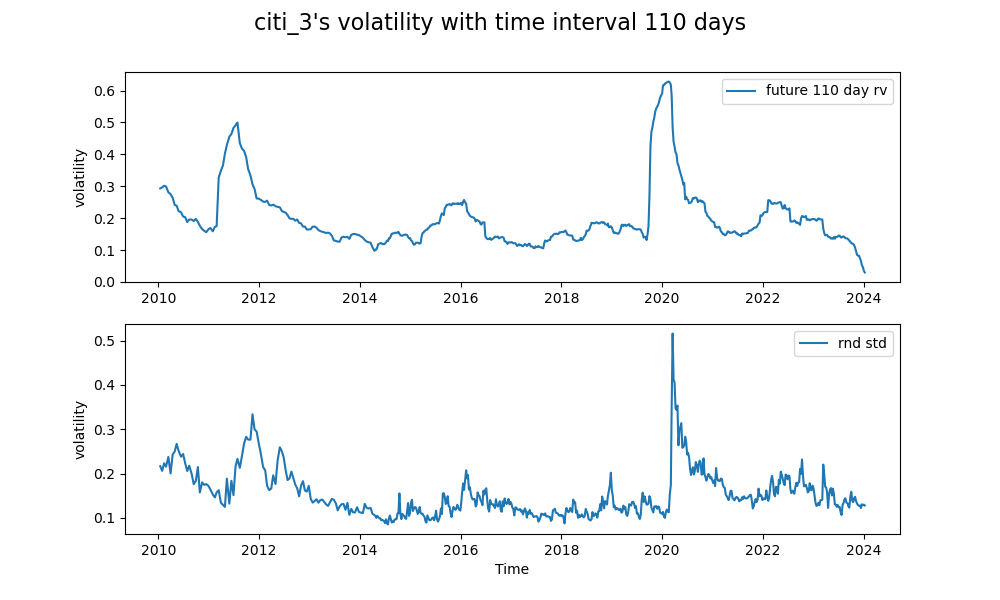 citi_3's volatility with time interval 110 days
future 110 day rv
volatility
0.6
0.5
0.4
0.3
0.2
0.1
0.0
2010 2012 2014 2016 2018 2020 2022 2024
rnd std
volatility
0.5
0.4
0.3
0.2
0.1
2010 2012 2014 2016 2018 2020 2022 2024
Time